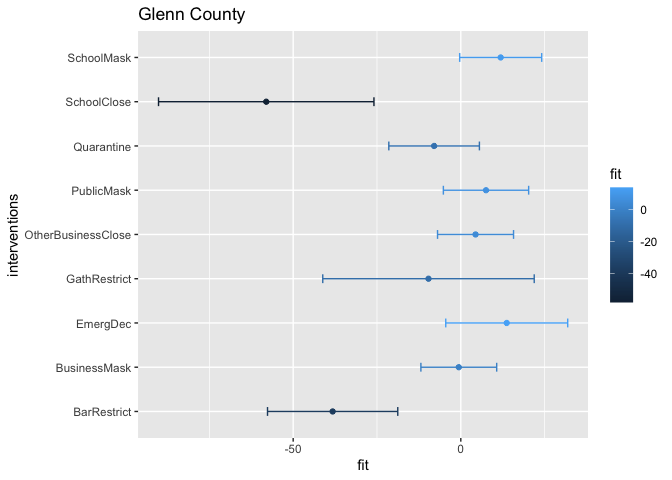 Glenn County
interventions
SchoolMask
SchoolClose
Quarantine
PublicMask
OtherBusinessClose
GathRestrict
EmergDec
BusinessMask
BarRestrict
-50
0
fit
fit
0
-20
-40